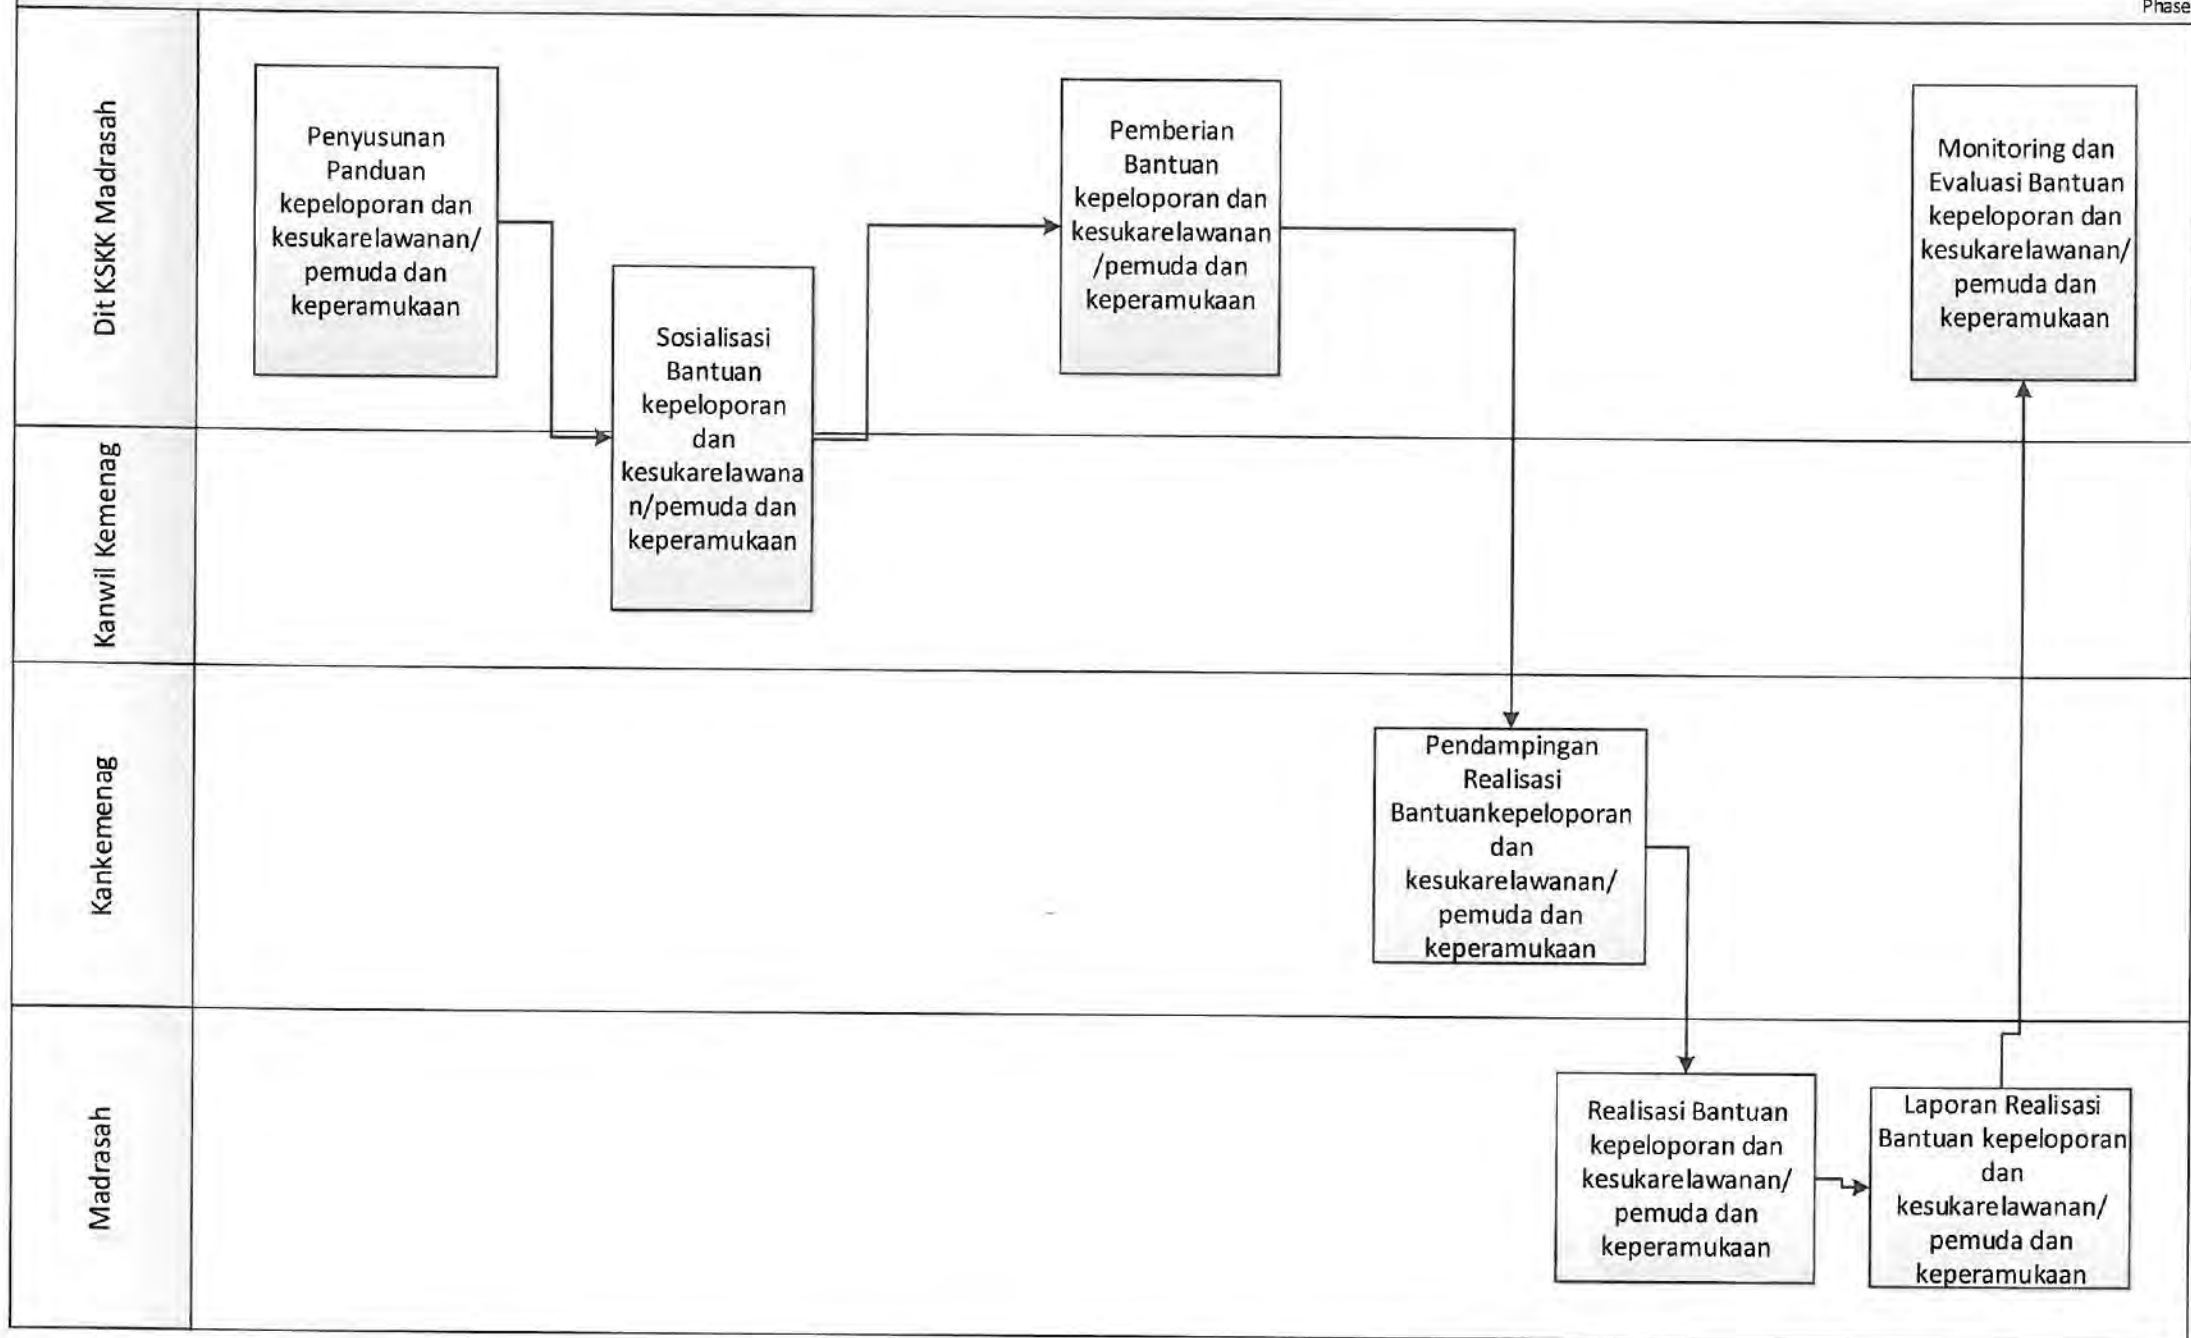 Phase
Dit KSKK Madrasah
Penyusunan
Panduan
kepeloporan dan
kesukarelawanan/
pemuda dan
keperamukaan
Sosialisasi
Bantuan
kepeloporan
dan
kesukarelawana
n/pemuda dan
keperamukaan
Pemberian
Bantuan
kepeloporan dan
kesukarelawanan
/pemuda dan
keperamukaan
Monitoring dan
Evaluasi Bantuan
kepeloporan dan
kesukarelawanan/
pemuda dan
keperamukaan
Kanwil Kemenag
Kankemenag
Pendampingan
Realisasi
Bantuankepeloporan
dan
kesukarelawanan/
pemuda dan
keperamukaan
Madrasah
Realisasi Bantuan
kepeloporan dan
kesukarelawanan/
pemuda dan
keperamukaan
Laporan Realisasi
Bantuan kepeloporan
dan
kesukarelawanan/
pemuda dan
keperamukaan